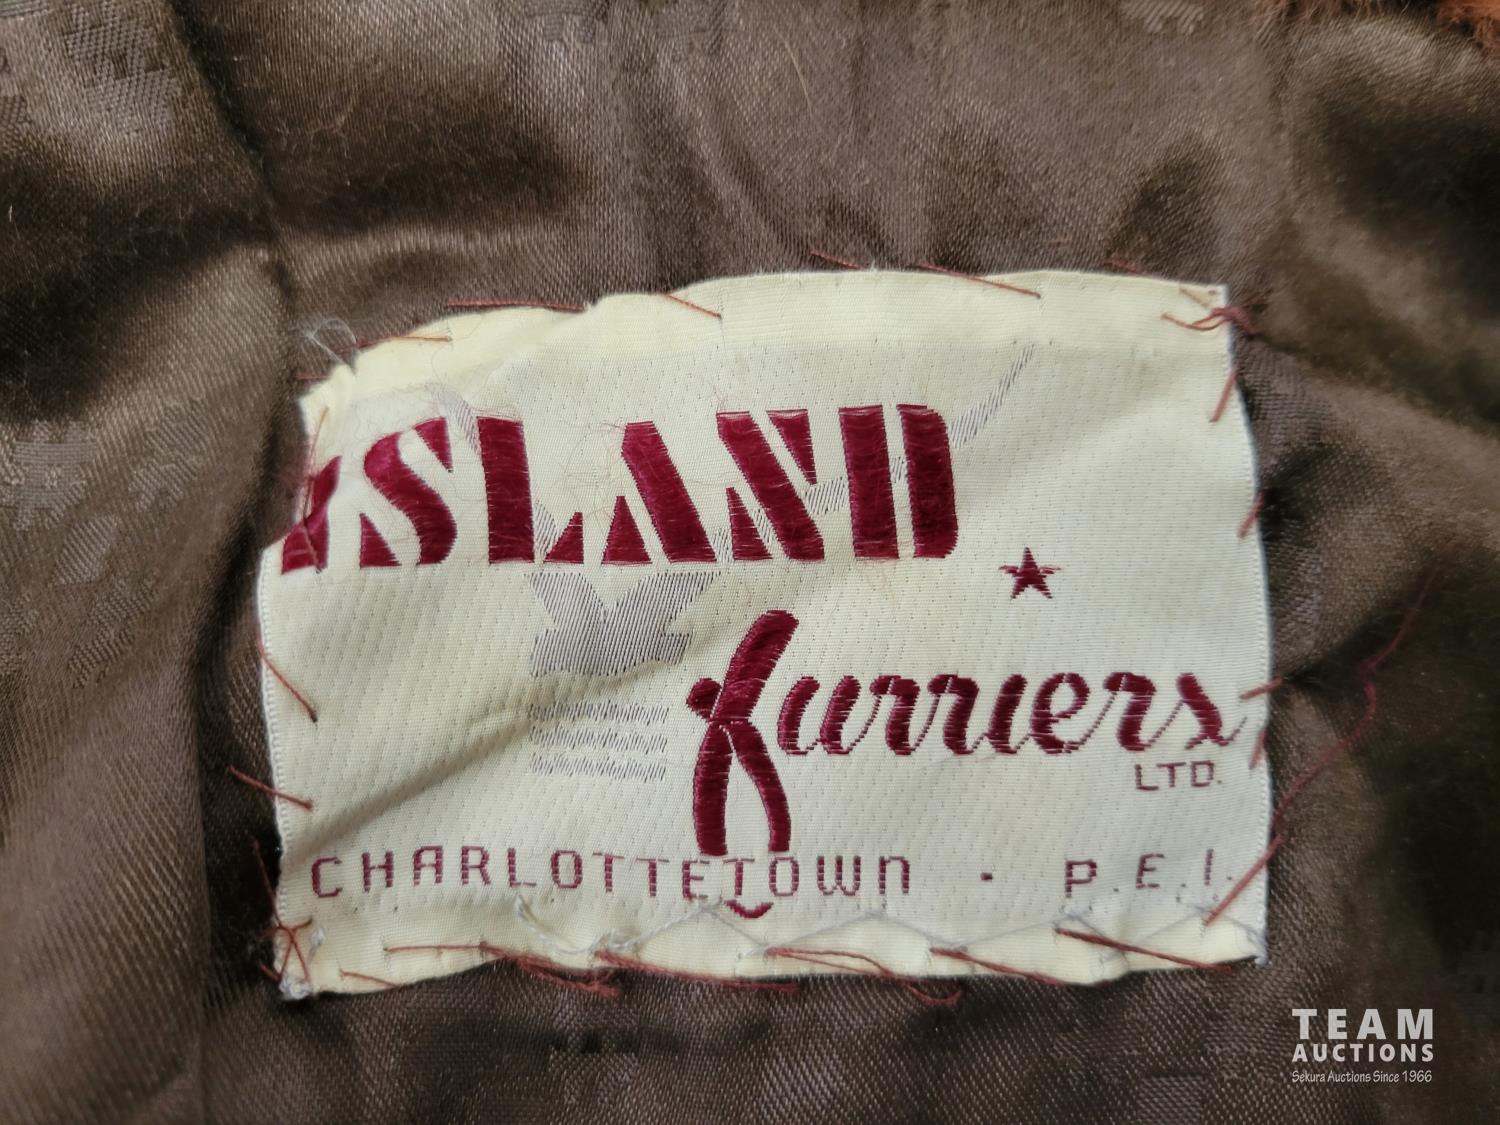 ISLAND
furriers
LTD.
CHARLOTTETOWN · P.E.I.
TEAM
AUCTIONS
Sekura Auctions Since 1966